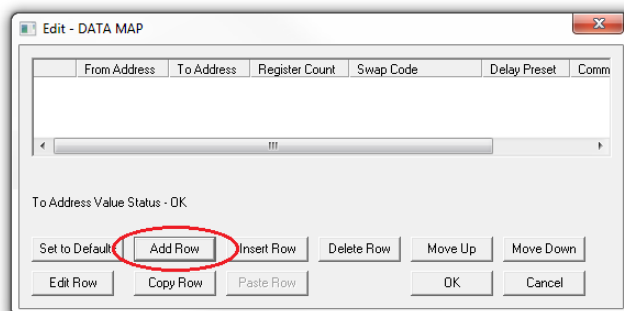 Edit - DATA MAP
From Address To Address Register Count Swap Code Delay Preset Comm
To Address Value Status - OK
Set to Default Add Row Insert Row Delete Row Move Up Move Down
Edit Row Copy Row Paste Row OK Cancel